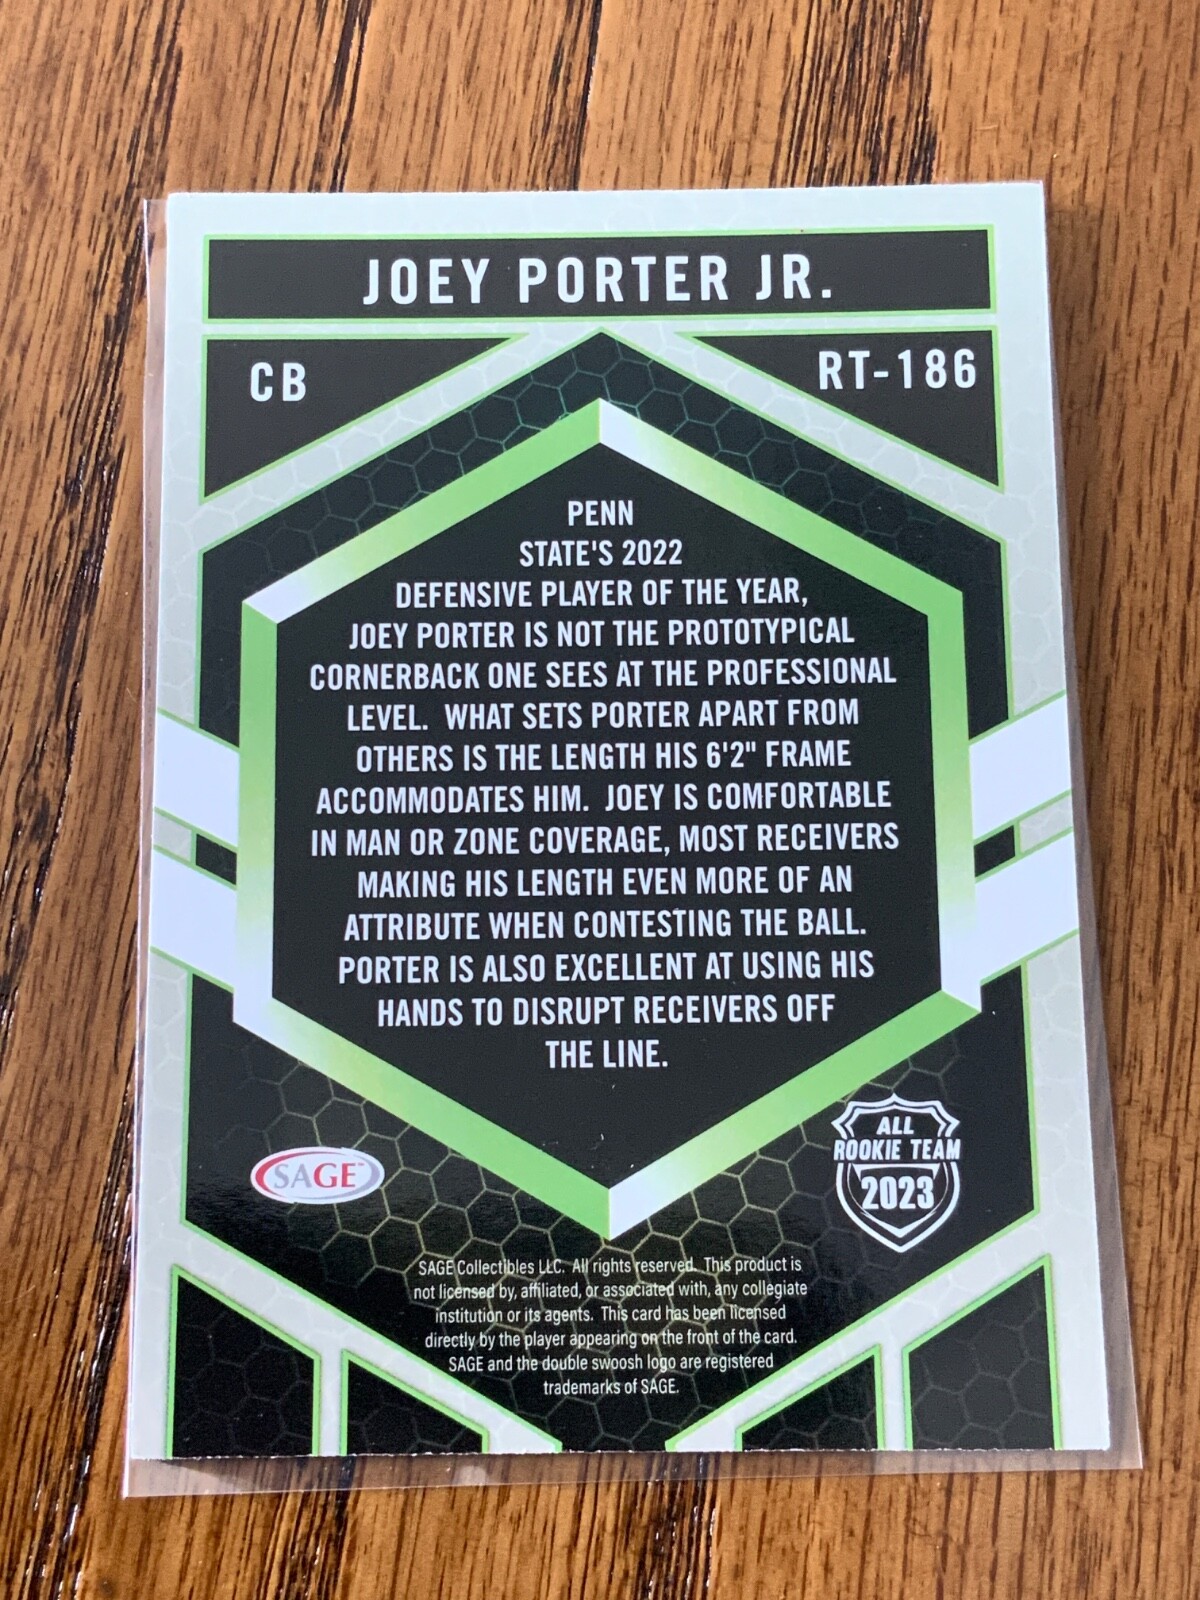 JOEY PORTER JR.
CB
RT-186
PENN
STATE'S 2022
DEFENSIVE PLAYER OF THE YEAR,
JOEY PORTER IS NOT THE PROTOTYPICAL
CORNERBACK ONE SEES AT THE PROFESSIONAL
LEVEL. WHAT SETS PORTER APART FROM
OTHERS IS THE LENGTH HIS 6'2" FRAME
ACCOMMODATES HIM. JOEY IS COMFORTABLE
IN MAN OR ZONE COVERAGE, MOST RECEIVERS
MAKING HIS LENGTH EVEN MORE OF AN
ATTRIBUTE WHEN CONTESTING THE BALL.
PORTER IS ALSO EXCELLENT AT USING HIS
HANDS TO DISRUPT RECEIVERS OFF
THE LINE.
SAGE™
ALL
ROOKIE TEAM
2023
SAGE Collectibles LLC. All rights reserved. This product is
not licensed by, affiliated, or associated with, any collegiate
institution or its agents. This card has been licensed
directly by the player appearing on the front of the card.
SAGE and the double swoosh logo are registered
trademarks of SAGE.